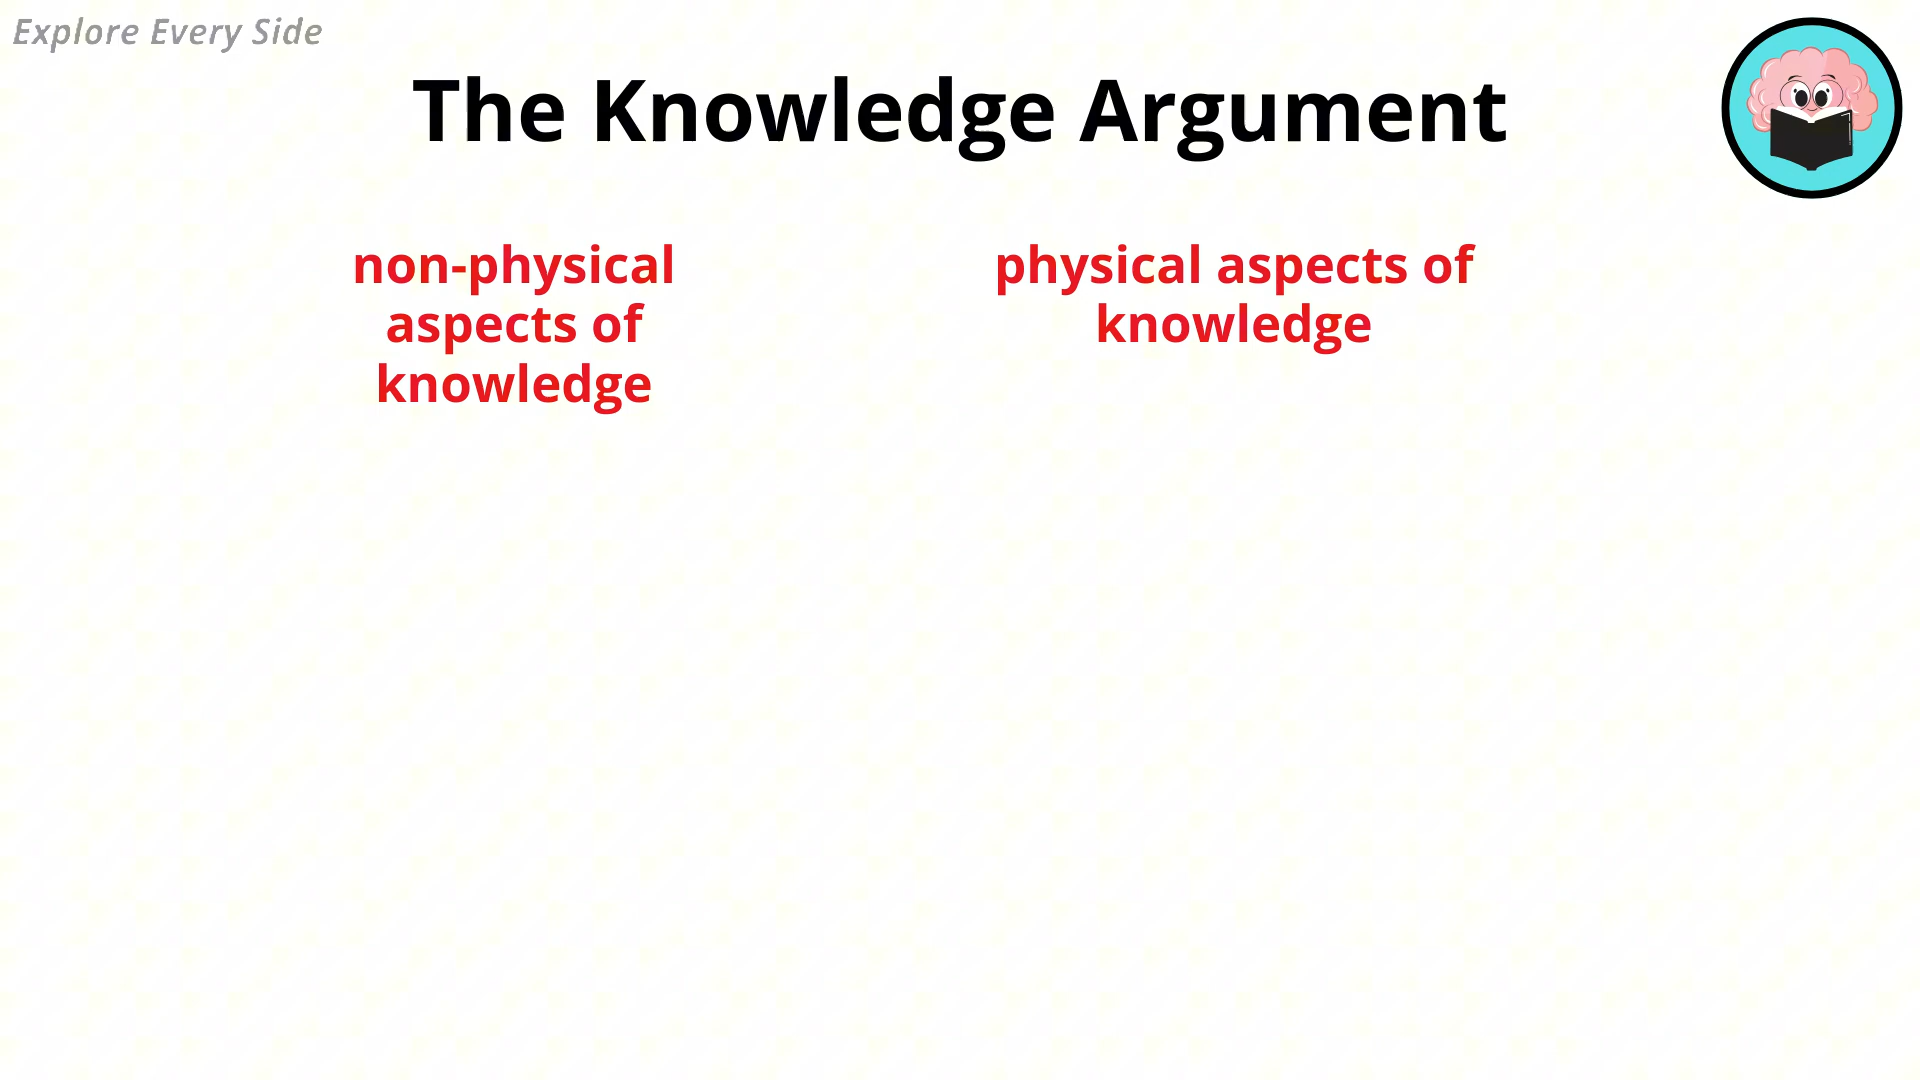 Explore Every Side
The Knowledge Argument
non-physical
aspects of
knowledge
physical aspects of
knowledge